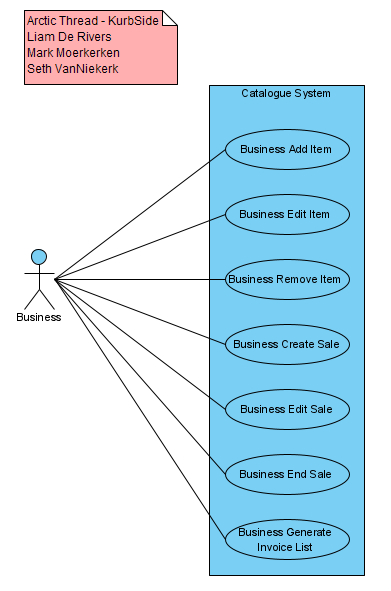 Arctic Thread - KurbSide
Liam De Rivers
Mark Moerkerken
Seth VanNiekerk
Catalogue System
Business Add Item
Business Edit Item
Business Remove Item
Business Create Sale
Business Edit Sale
Business End Sale
Business Generate
Invoice List
Business